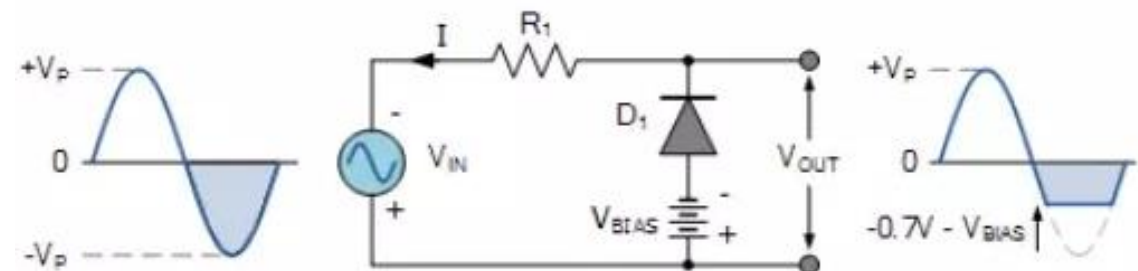 +VP
0
-VP
I
R1
-
VIN
+
D1
-
VBIAS
+
VOUT
+VP
0
-0.7V - VBIAS